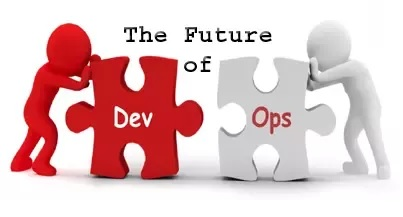 The Future
of
Dev
Ops